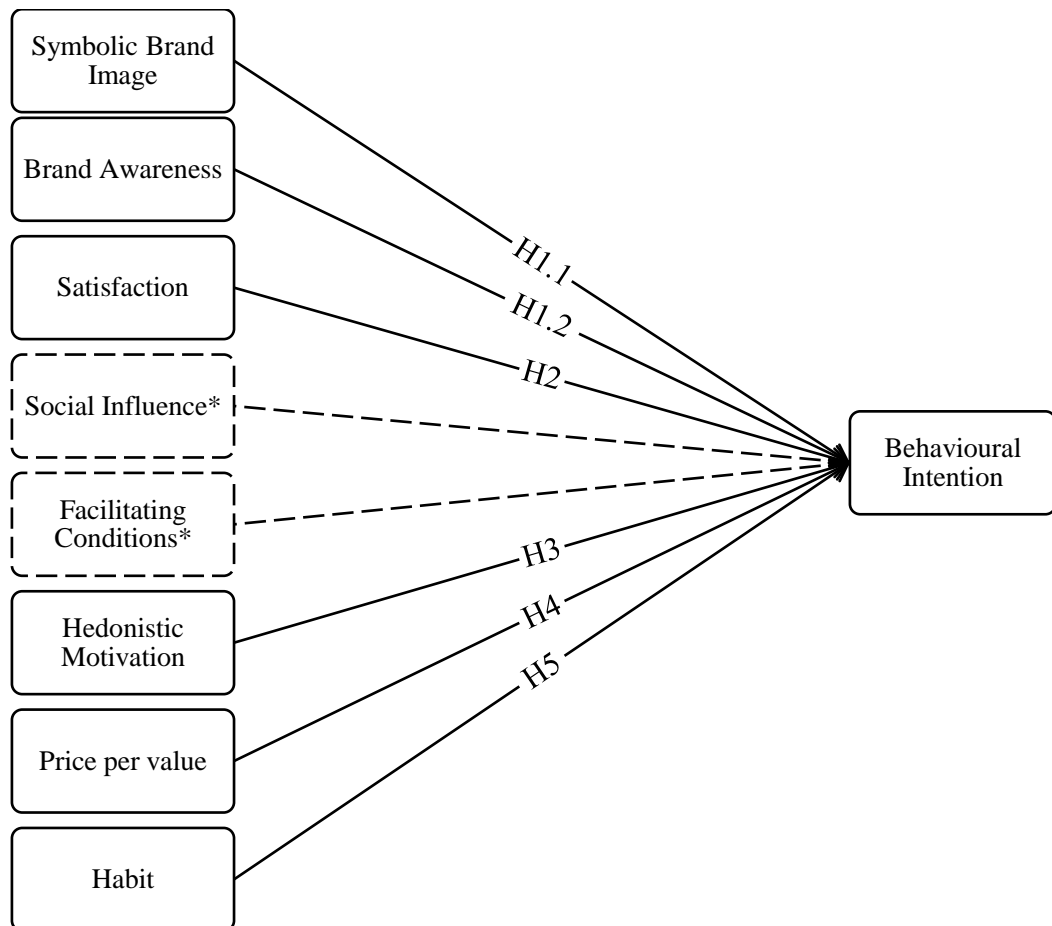 Symbolic Brand
Image
Brand Awareness
Satisfaction
Social Influence*
Facilitating
Conditions*
Hedonistic
Motivation
Price per value
Habit
H1.1
H1.2
H2
H3
H4
H5
Behavioural
Intention